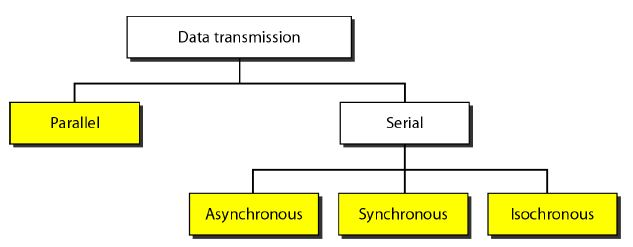 Data transmission
Parallel
Serial
Asynchronous
Synchronous
Isochronous